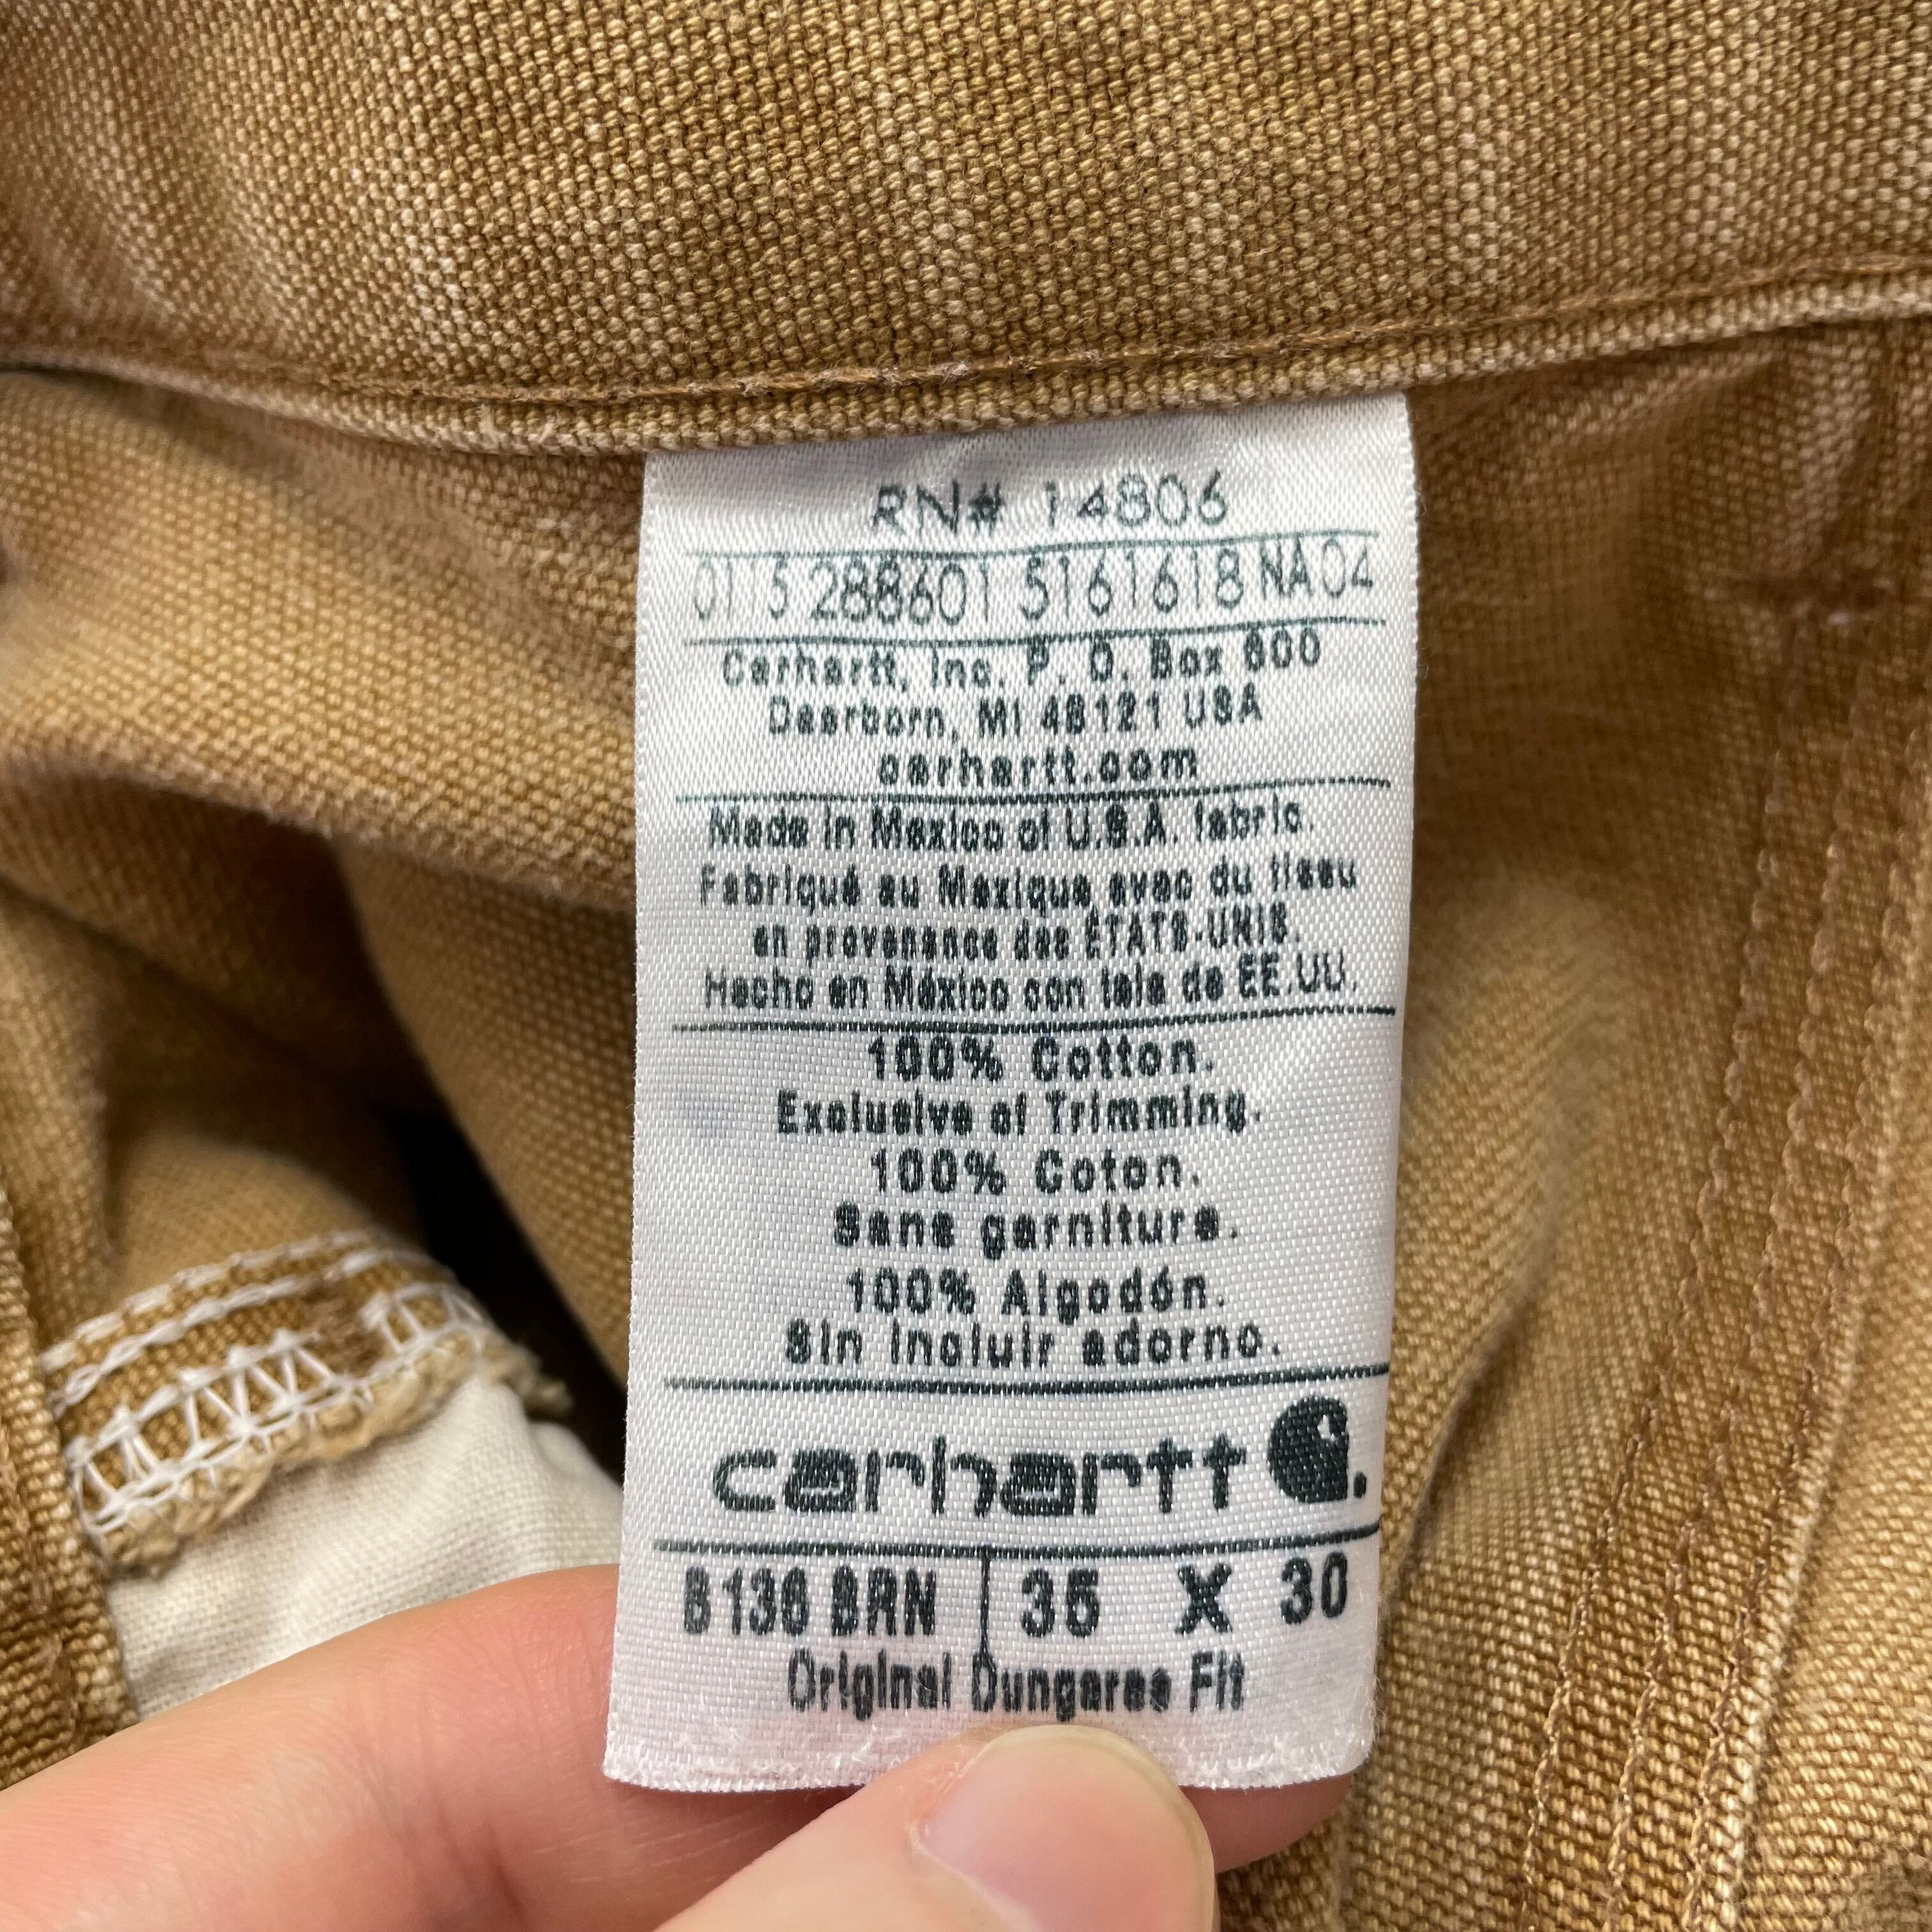 RN# 14806
0115 288601 5161618 NA04
Carhartt, Inc. P. O. Box 600
Dearborn, MI 48121 USA
carhartt.com
Made in Mexico of U.S.A. fabric.
Fabriqué au Mexique avec du tissu
en provenance des ÉTATS-UNIS.
Hecho en México con tela de EE.UU.
100% Cotton.
Exclusive of Trimming.
100% Coton.
Sans garniture.
100% Algodón.
Sin incluir adorno.
carhartt
B136 BRN 35 X 30
Original Dungaree Fit